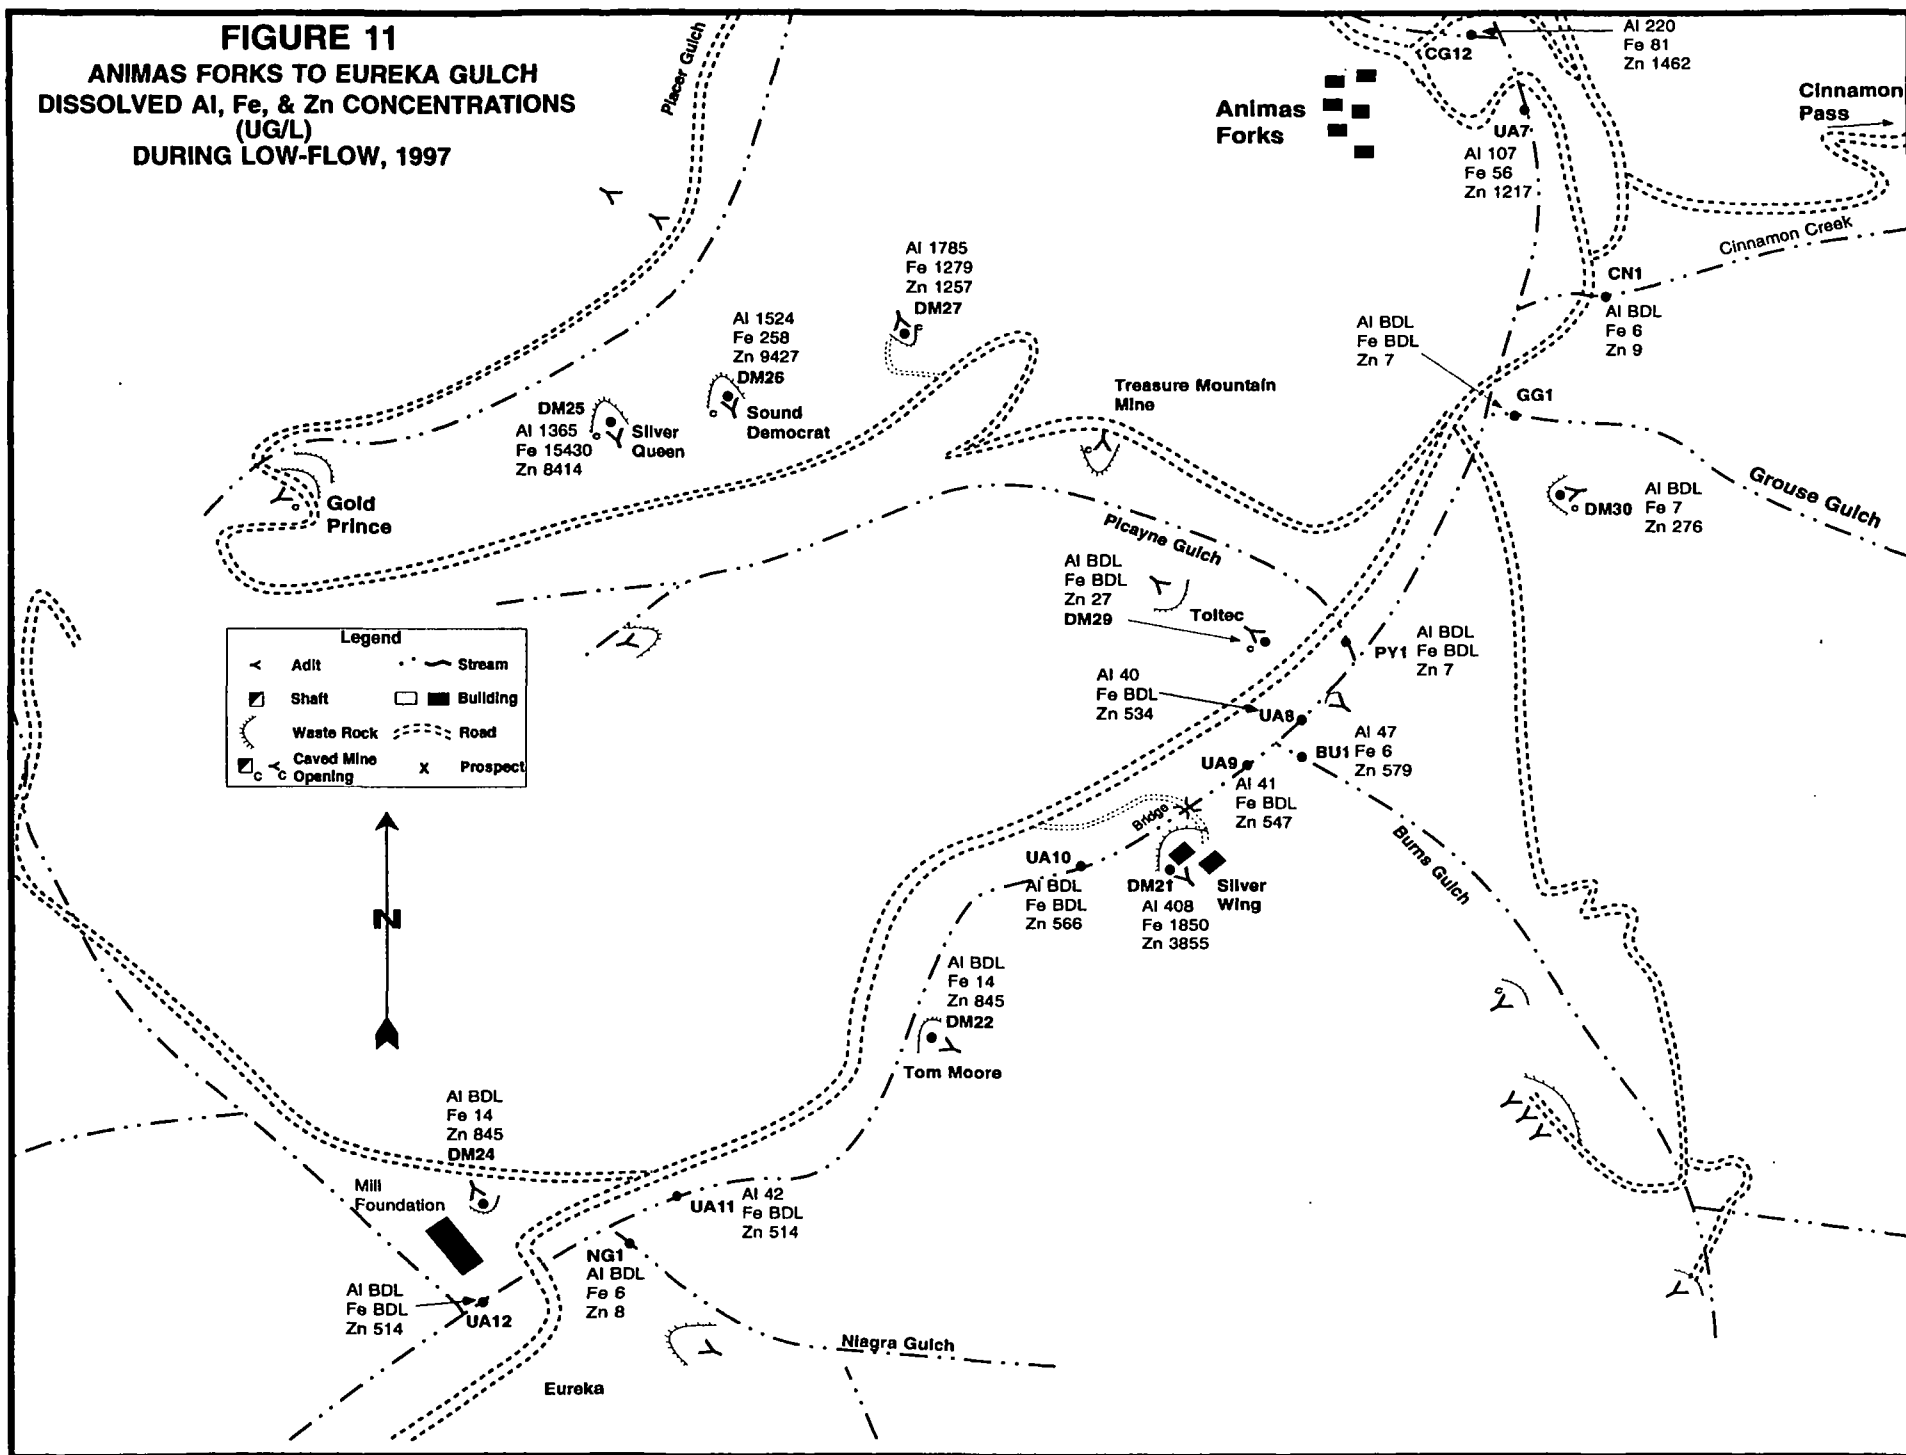 FIGURE 11
ANIMAS FORKS TO EUREKA GULCH
DISSOLVED Al, Fe, & Zn CONCENTRATIONS
(UG/L)
DURING LOW-FLOW, 1997
Placer Gulch
CG12
Al 220
Fe 81
Zn 1462
Animas
Forks
Cinnamon
Pass
UA7
Al 107
Fe 56
Zn 1217
Cinnamon Creek
CN1
Al BDL
Fe 6
Zn 9
Al 1785
Fe 1279
Zn 1257
DM27
Al 1524
Fe 258
Zn 9427
DM26
Sound
Democrat
DM25
Al 1365
Fe 15430
Zn 8414
Silver
Queen
Al BDL
Fe BDL
Zn 7
GG1
Treasure Mountain
Mine
c
c
c
c
c
Gold
Prince
Grouse Gulch
DM30
c
Al BDL
Fe 7
Zn 276
Picayne Gulch
Al BDL
Fe BDL
Zn 27
DM29
Toltec
c
PY1
Al BDL
Fe BDL
Zn 7
Legend
Adit
Stream
Shaft
Building
Waste Rock
Road
c
c
Caved Mine
Opening
X
Prospect
Al 40
Fe BDL
Zn 534
UA8
BU1
Al 47
Fe 6
Zn 579
UA9
Al 41
Fe BDL
Zn 547
Bridge
Burns Gulch
UA10
Al BDL
Fe BDL
Zn 566
DM21
Al 408
Fe 1850
Zn 3855
Silver
Wing
N
Al BDL
Fe 14
Zn 845
DM22
Tom Moore
c
Al BDL
Fe 14
Zn 845
DM24
Mill
Foundation
UA11
Al 42
Fe BDL
Zn 514
NG1
Al BDL
Fe 6
Zn 8
Al BDL
Fe BDL
Zn 514
UA12
Niagra Gulch
Eureka